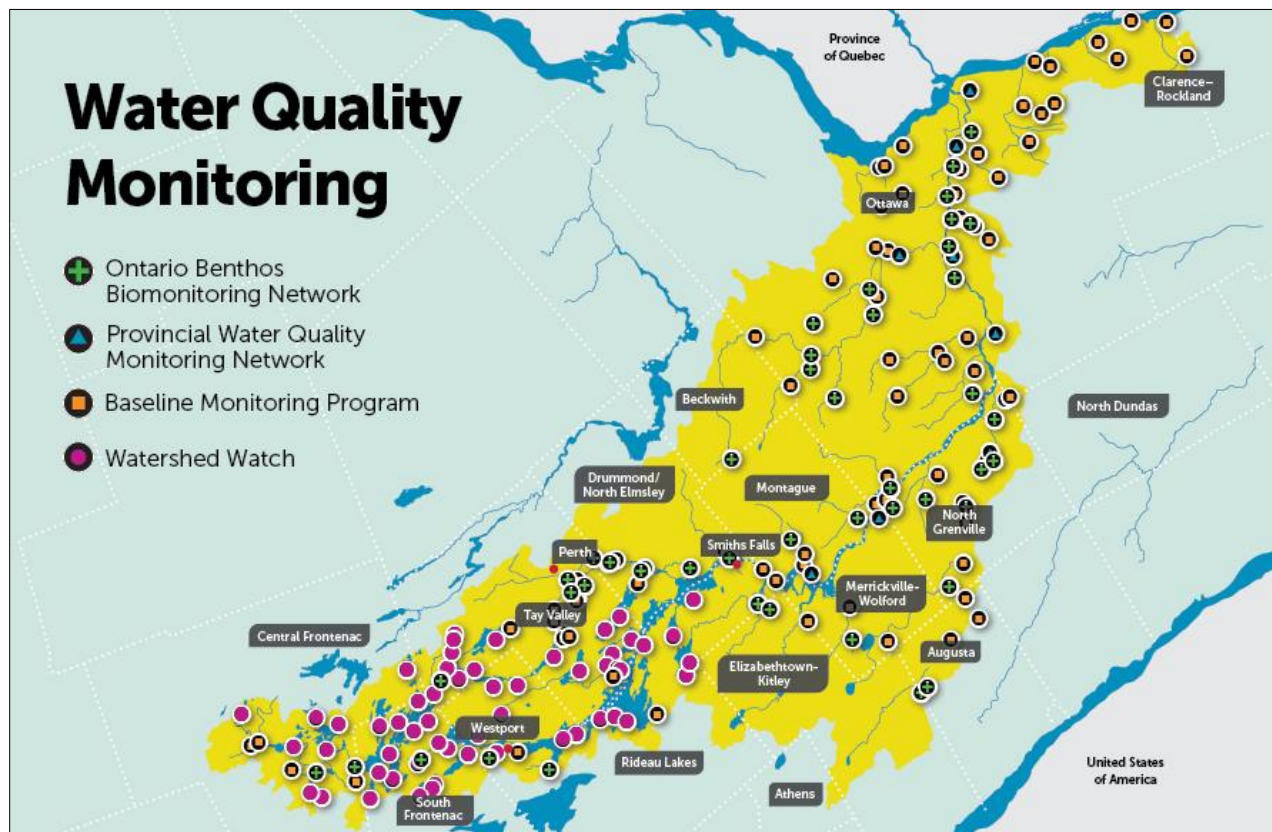 Water Quality
Monitoring
Ontario Benthos
Biomonitoring Network
Provincial Water Quality
Monitoring Network
Baseline Monitoring Program
Watershed Watch
Province
of Quebec
Clarence–
Rockland
Ottawa
Beckwith
North Dundas
Drummond/
North Elmsley
Montague
North
Grenville
Perth
Smiths Falls
Merrickville-
Wolford
Tay Valley
Central Frontenac
Augusta
Elizabethtown-
Kitley
Westport
Rideau Lakes
United States
of America
Athens
South
Frontenac